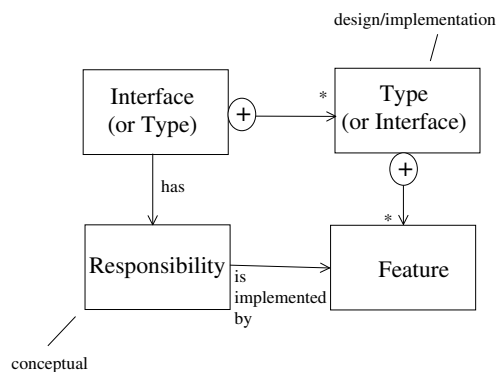 design/implementation
Interface
(or Type)
+
*
Type
(or Interface)
+
has
*
Responsibility
is
implemented
by
Feature
conceptual